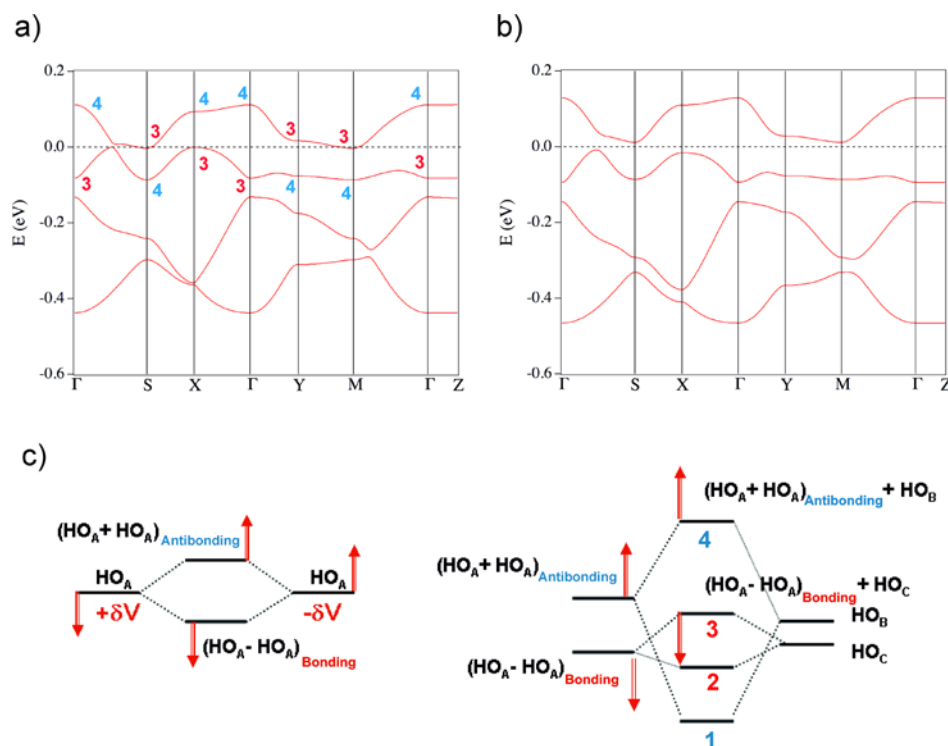 a)
b)
0.2
0.0
-0.2
-0.4
-0.6
E (eV)
4
3
4
4
3
3
4
3
4
3
3
4
4
3
Γ S X Γ Y M Γ Z
0.2
0.0
-0.2
-0.4
-0.6
E (eV)
Γ S X Γ Y M Γ Z
c)
(HOA+ HOA)Antibonding
HOA
+δV
HOA
-δV
(HOA- HOA)Bonding
(HOA+ HOA)Antibonding + HOB
4
(HOA + HOA)Antibonding
(HOA- HOA)Bonding + HOC
3
HOB
HOC
(HOA- HOA)Bonding
2
1